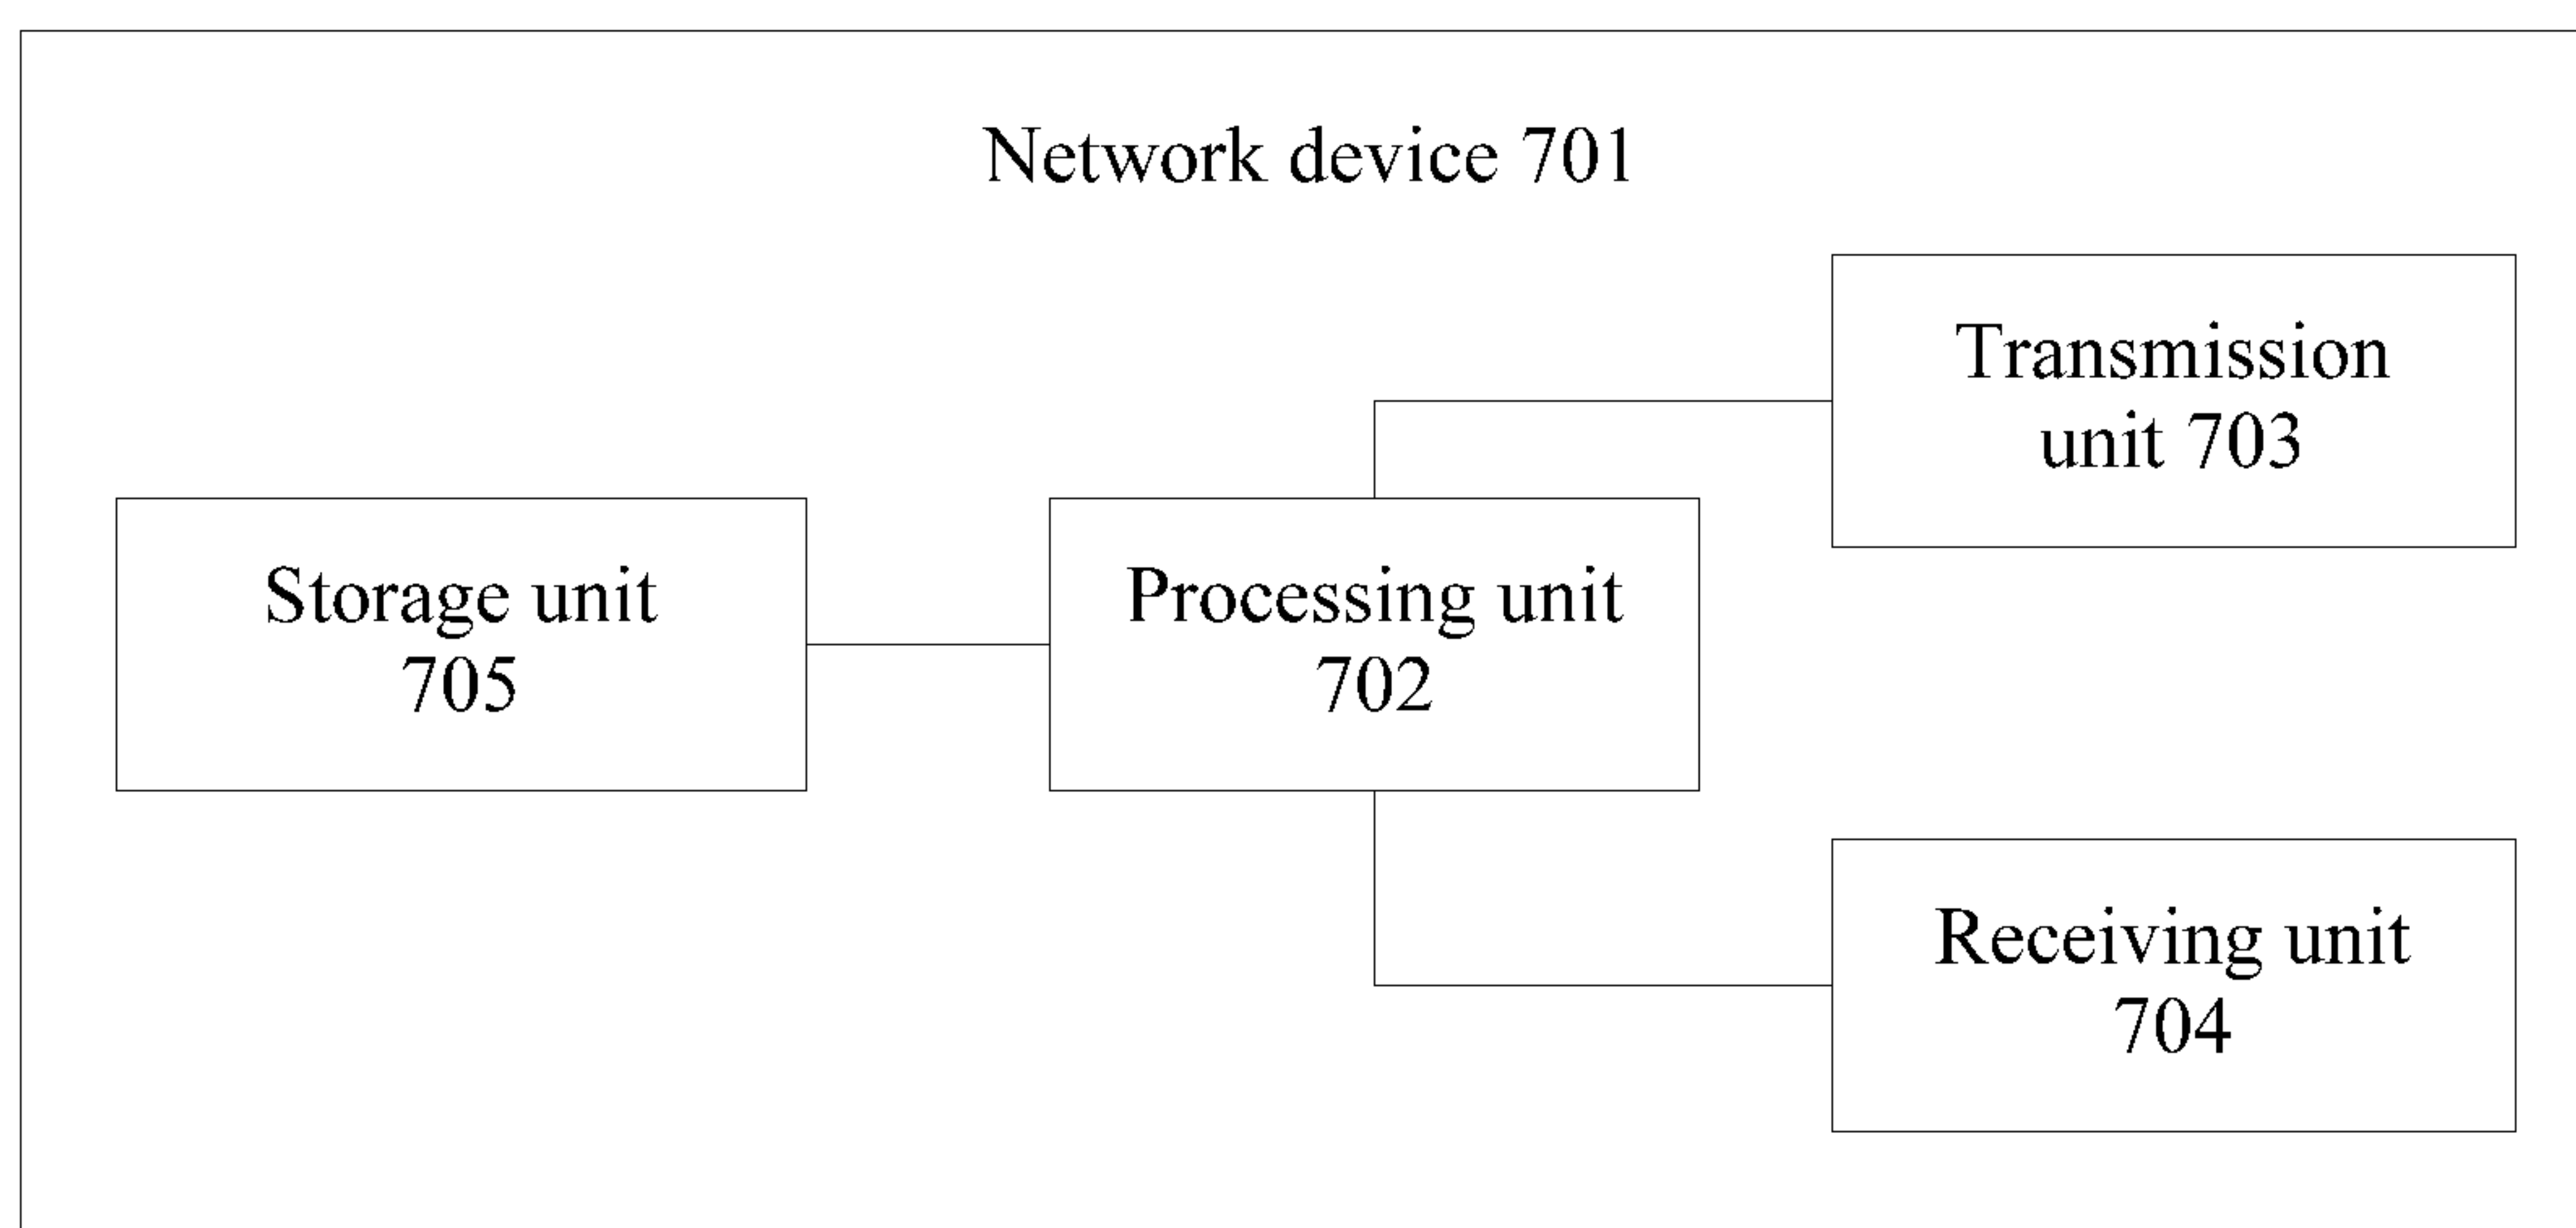 Network device 701
Transmission
unit 703
Storage unit
705
Processing unit
702
Receiving unit
704